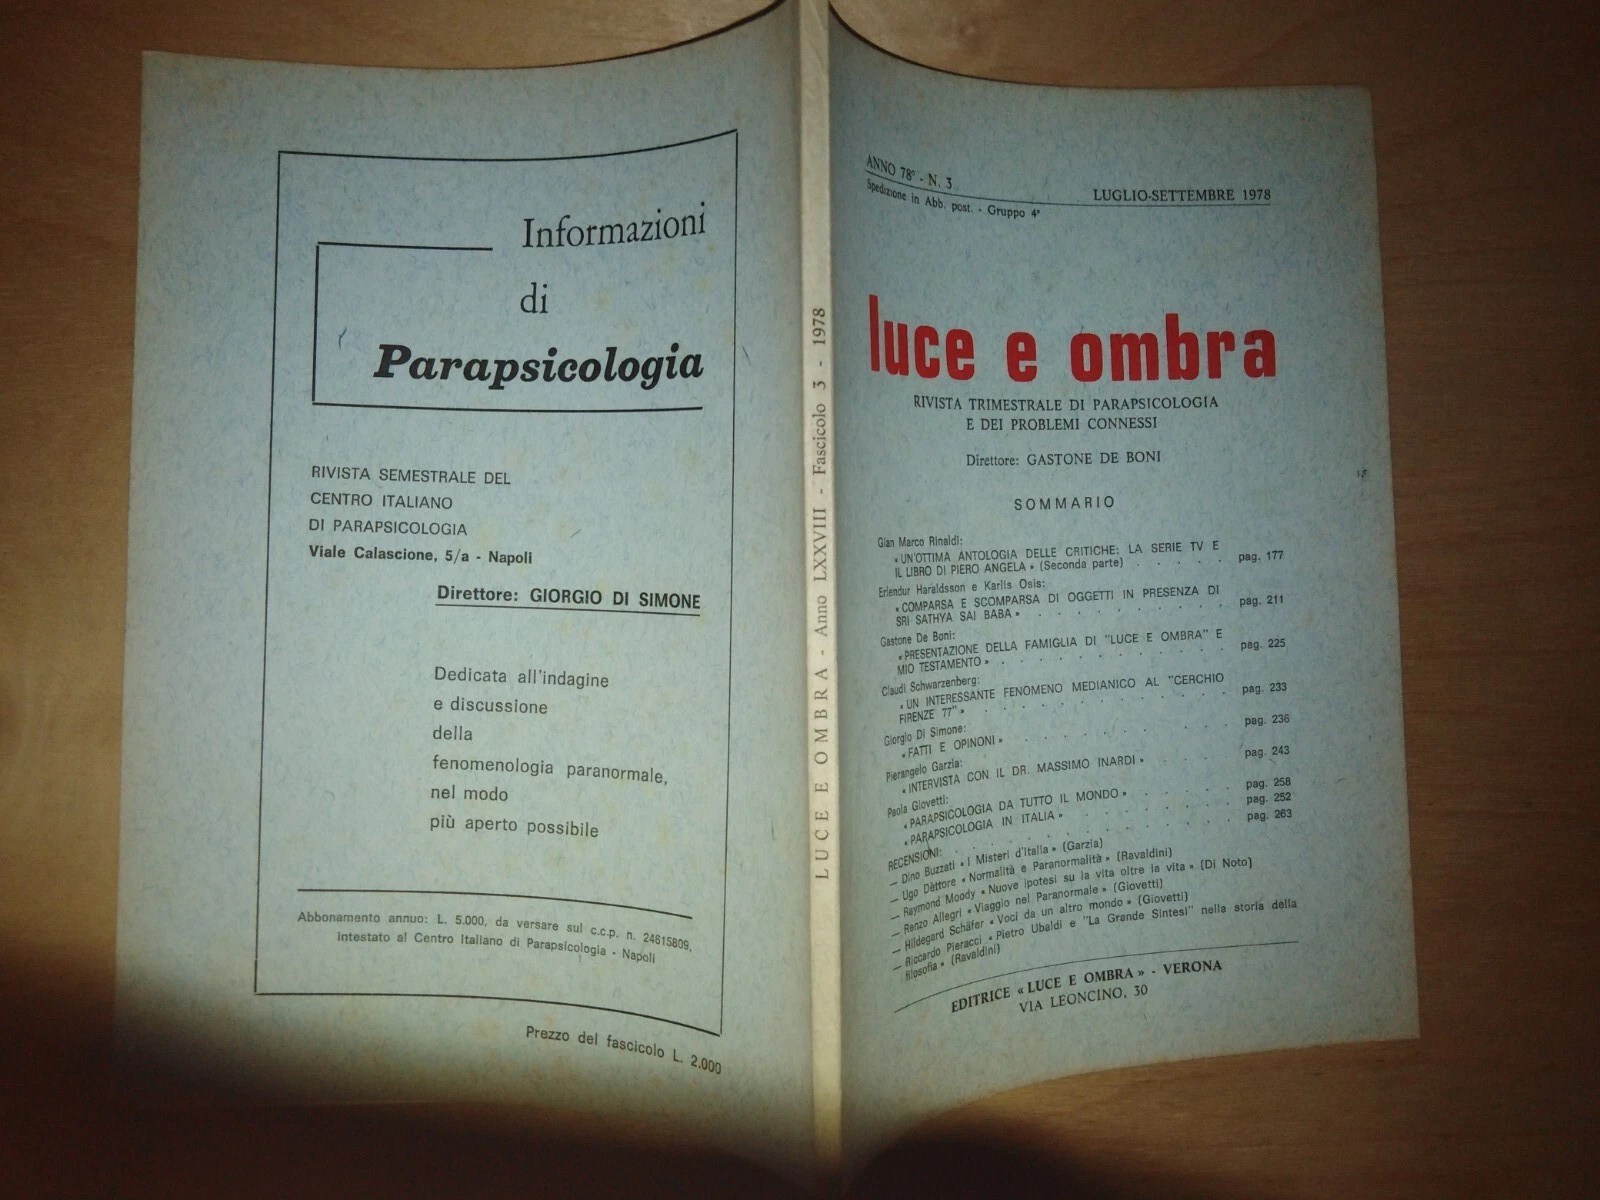 Informazioni
di
Parapsicologia
RIVISTA SEMESTRALE DEL
CENTRO ITALIANO
DI PARAPSICOLOGIA
Viale Calascione, 5/a - Napoli
Direttore: GIORGIO DI SIMONE
Dedicata all'indagine
e discussione
della
fenomenologia paranormale,
nel modo
più aperto possibile
Abbonamento annuo: L. 5.000, da versare sul c.c.p. n. 24615809,
intestato al Centro Italiano di Parapsicologia - Napoli
Prezzo del fascicolo L. 2.000
LUCE E OMBRA - Anno LXXVIII - Fascicolo 3 - 1978
ANNO 78° - N. 3
LUGLIO-SETTEMBRE 1978
Spedizione in Abb. post. - Gruppo 4°
luce e ombra
RIVISTA TRIMESTRALE DI PARAPSICOLOGIA
E DEI PROBLEMI CONNESSI
Direttore: GASTONE DE BONI
SOMMARIO
Gian Marco Rinaldi:
« UN'OTTIMA ANTOLOGIA DELLE CRITICHE: LA SERIE TV E
IL LIBRO DI PIERO ANGELA » (Seconda parte) . . . . . pag. 177
Erlendur Haraldsson e Karlis Osis:
« COMPARSA E SCOMPARSA DI OGGETTI IN PRESENZA DI
SRI SATHYA SAI BABA » . . . . . . . . . . . pag. 211
Gastone De Boni:
« PRESENTAZIONE DELLA FAMIGLIA DI "LUCE E OMBRA" E
MIO TESTAMENTO » . . . . . . . . . . . . pag. 225
Claudi Schwarzenberg:
« UN INTERESSANTE FENOMENO MEDIANICO AL "CERCHIO
FIRENZE 77" » . . . . . . . . . . . . . pag. 233
Giorgio Di Simone:
« FATTI E OPINONI » . . . . . . . . . . . pag. 236
Pierangelo Garzia:
« INTERVISTA CON IL DR. MASSIMO INARDI » . . . . . pag. 243
Paola Giovetti:
« PARAPSICOLOGIA DA TUTTO IL MONDO » . . . . . . pag. 258
« PARAPSICOLOGIA IN ITALIA » . . . . . . . . pag. 252
RECENSIONI: . . . . . . . . . . . . . . pag. 263
— Dino Buzzati « I Misteri d'Italia » (Garzia)
— Ugo Dèttore « Normalità e Paranormalità » (Ravaldini)
— Raymond Moody « Nuove ipotesi su la vita oltre la vita » (Di Noto)
— Renzo Allegri « Viaggio nel Paranormale » (Giovetti)
— Hildegard Schäfer « Voci da un altro mondo » (Giovetti)
— Riccardo Pieracci « Pietro Ubaldi e "La Grande Sintesi" nella storia della
filosofia » (Ravaldini)
EDITRICE « LUCE E OMBRA » - VERONA
VIA LEONCINO, 30